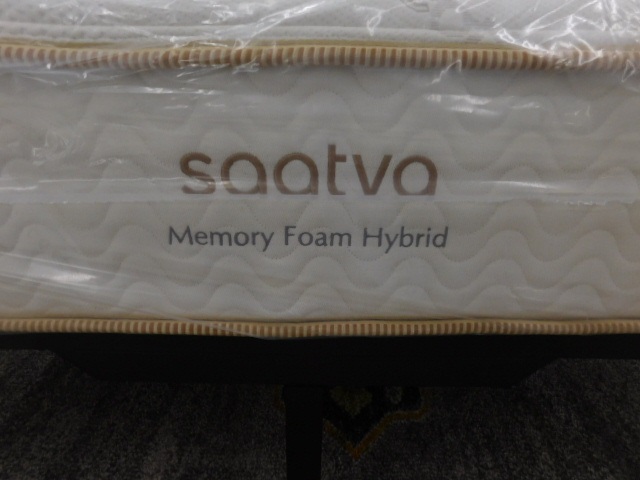 saatva
Memory Foam Hybrid